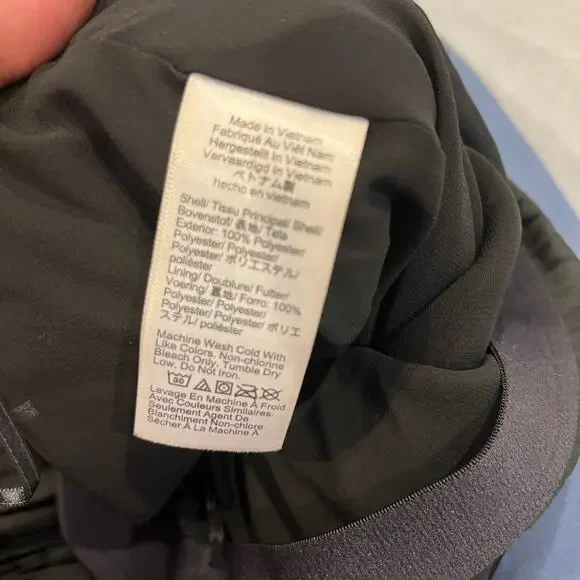 Made In Vietnam
Fabriqué Au Viêt Nam
Hergestellt In Vietnam
Vervaardigd In Vietnam
ベトナム製
hecho en vietnam
Shell/ Tissu Principal/ Shell/
Bovenstof/ 表地/ Tela
Exterior: 100% Polyester/
Polyester/ Polyester/
Polyester/ ポリエステル/
poliéster
Lining/ Doublure/ Futter/
Voering/ 裏地/ Forro: 100%
Polyester/ Polyester/
Polyester/ Polyester/ ポリエ
ステル/ poliéster
Machine Wash Cold With
Like Colors. Non-chlorine
Bleach Only. Tumble Dry
Low. Do Not Iron.
30
Lavage En Machine À Froid
Avec Couleurs Similaires.
Seulement Agent De
Blanchiment Non-chlore.
Sécher À La Machine À